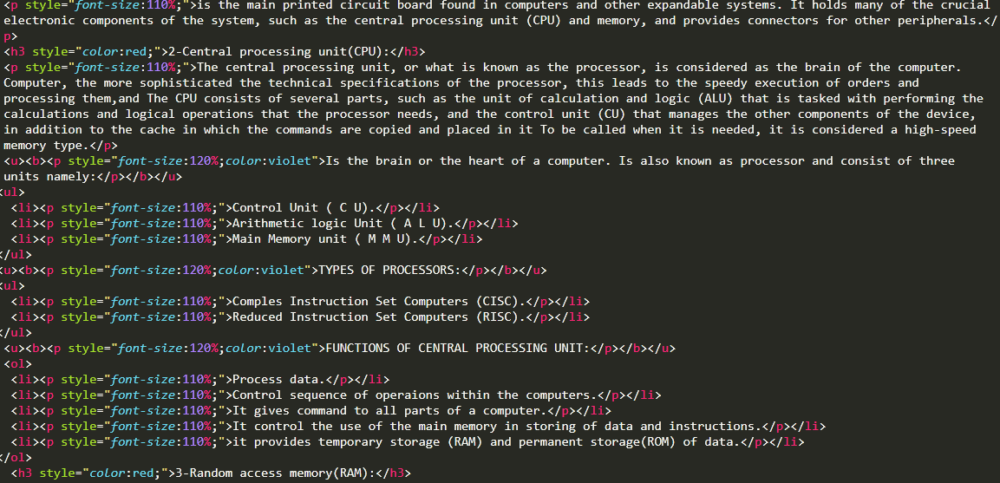 <p style="font-size:110%;">is the main printed circuit board found in computers and other expandable systems. It holds many of the crucial
electronic components of the system, such as the central processing unit (CPU) and memory, and provides connectors for other peripherals.</
p>
<h3 style="color:red;">2-Central processing unit(CPU):</h3>
<p style="font-size:110%;">The central processing unit, or what is known as the processor, is considered as the brain of the computer.
Computer, the more sophisticated the technical specifications of the processor, this leads to the speedy execution of orders and
processing them,and The CPU consists of several parts, such as the unit of calculation and logic (ALU) that is tasked with performing the
calculations and logical operations that the processor needs, and the control unit (CU) that manages the other components of the device,
in addition to the cache in which the commands are copied and placed in it To be called when it is needed, it is considered a high-speed
memory type.</p>
<u><b><p style="font-size:120%;color:violet">Is the brain or the heart of a computer. Is also known as processor and consist of three
units namely:</p></b></u>
<ul>
<li><p style="font-size:110%;">Control Unit ( C U).</p></li>
<li><p style="font-size:110%;">Arithmetic logic Unit ( A L U).</p></li>
<li><p style="font-size:110%;">Main Memory unit ( M M U).</p></li>
</ul>
<u><b><p style="font-size:120%;color:violet">TYPES OF PROCESSORS:</p></b></u>
<ul>
<li><p style="font-size:110%;">Comples Instruction Set Computers (CISC).</p></li>
<li><p style="font-size:110%;">Reduced Instruction Set Computers (RISC).</p></li>
</ul>
<u><b><p style="font-size:120%;color:violet">FUNCTIONS OF CENTRAL PROCESSING UNIT:</p></b></u>
<ol>
<li><p style="font-size:110%;">Process data.</p></li>
<li><p style="font-size:110%;">Control sequence of operaions within the computers.</p></li>
<li><p style="font-size:110%;">It gives command to all parts of a computer.</p></li>
<li><p style="font-size:110%;">It control the use of the main memory in storing of data and instructions.</p></li>
<li><p style="font-size:110%;">it provides temporary storage (RAM) and permanent storage(ROM) of data.</p></li>
</ol>
<h3 style="color:red;">3-Random access memory(RAM):</h3>